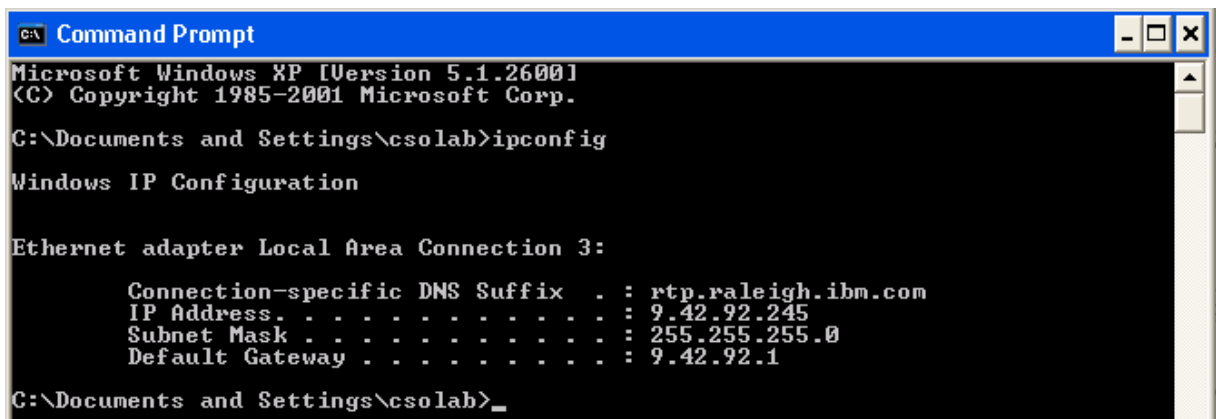 Command Prompt
Microsoft Windows XP [Version 5.1.2600]
(C) Copyright 1985-2001 Microsoft Corp.
C:\Documents and Settings\csolab>ipconfig
Windows IP Configuration
Ethernet adapter Local Area Connection 3:
Connection-specific DNS Suffix . : rtp.raleigh.ibm.com
IP Address. . . . . . . . . . . . : 9.42.92.245
Subnet Mask . . . . . . . . . . . : 255.255.255.0
Default Gateway . . . . . . . . . : 9.42.92.1
C:\Documents and Settings\csolab>_